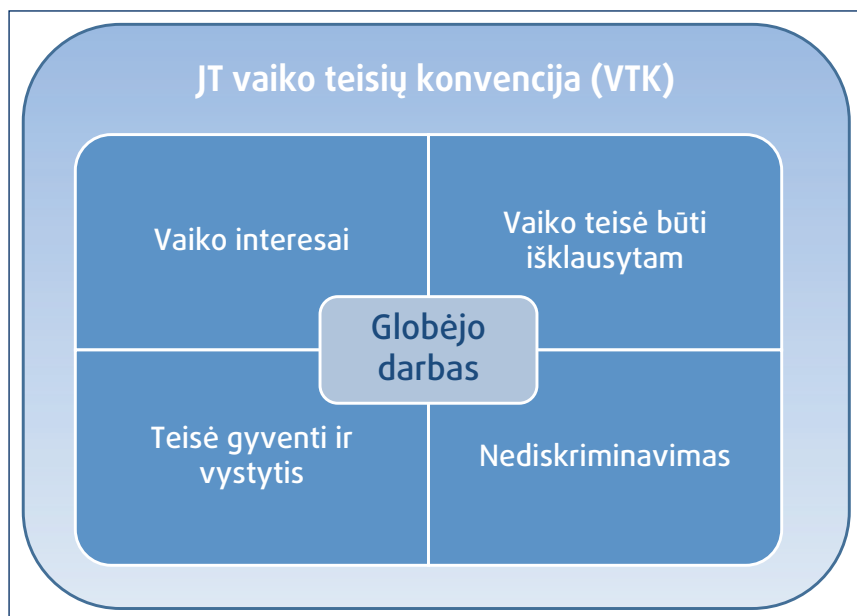 JT vaiko teisių konvencija (VTK)
Vaiko interesai
Vaiko teisė būti
išklausytam
Globėjo
darbas
Teisė gyventi ir
vystytis
Nediskriminavimas